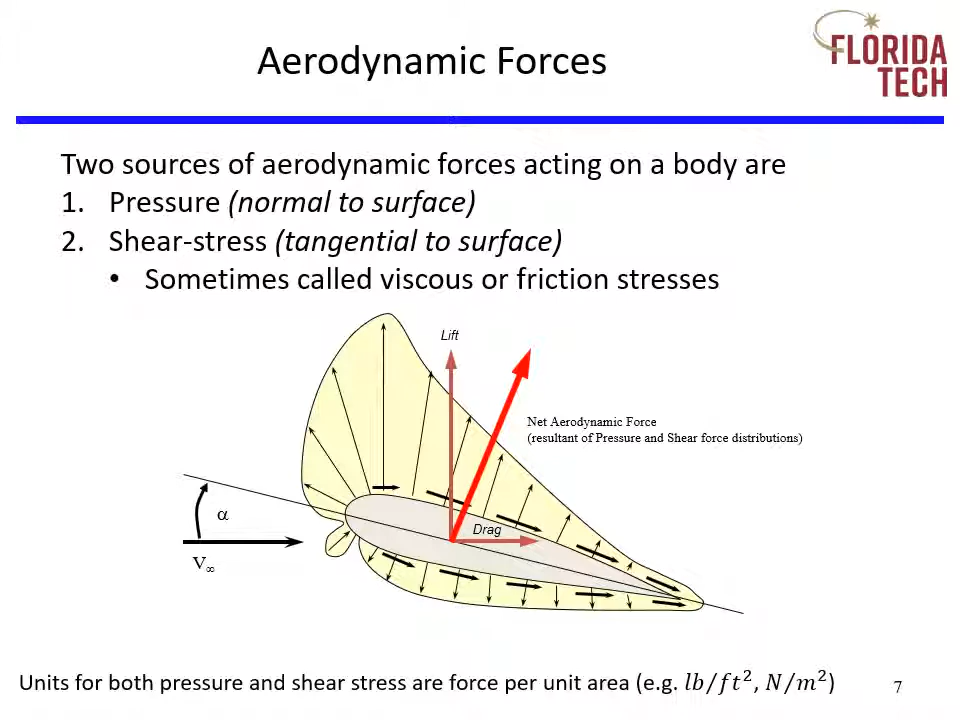 Aerodynamic Forces
FLORIDA
TECH
Two sources of aerodynamic forces acting on a body are
1. Pressure (normal to surface)
2. Shear-stress (tangential to surface)
• Sometimes called viscous or friction stresses
Lift
Net Aerodynamic Force
(resultant of Pressure and Shear force distributions)
α
Drag
V∞
Units for both pressure and shear stress are force per unit area (e.g. lb/ft², N/m²)
7